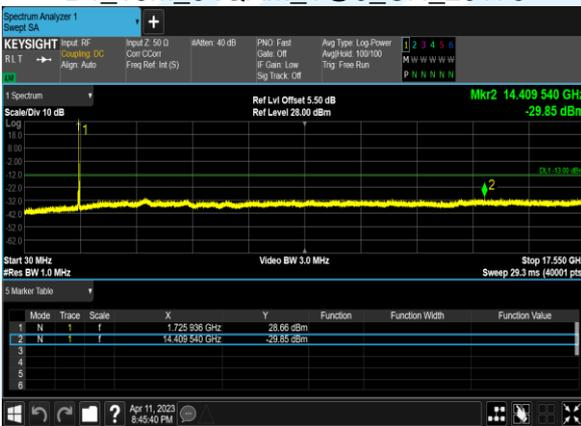 Spectrum Analyzer 1
Swept SA
+
KEYSIGHT
RLT
Input: RF
Coupling: DC
Align: Auto
Input Z: 50 Ω
Corr CCorr
Freq Ref: Int (S)
#Atten: 40 dB
PNO: Fast
Gate: Off
IF Gain: Low
Sig Track: Off
Avg Type: Log-Power
Avg|Hold: 100/100
Trig: Free Run
1 2 3 4 5 6
M W W W W W
P N N N N N
1 Spectrum
Scale/Div 10 dB
Ref Lvl Offset 5.50 dB
Ref Level 28.00 dBm
Mkr2 14.409 540 GHz
-29.85 dBm
Log
18.0
8.00
-2.00
-12.0
-22.0
-32.0
-42.0
-52.0
-62.0
1
DL1 -13.00 dBm
2
Start 30 MHz
#Res BW 1.0 MHz
Video BW 3.0 MHz
Stop 17.550 GH
Sweep 29.3 ms (40001 pts
5 Marker Table
Mode Trace Scale X Y Function Function Width Function Value
1 N 1 f 1.725 936 GHz 28.66 dBm
2 N 1 f 14.409 540 GHz -29.85 dBm
3
4
5
6
?
Apr 11, 2023
8:45:40 PM